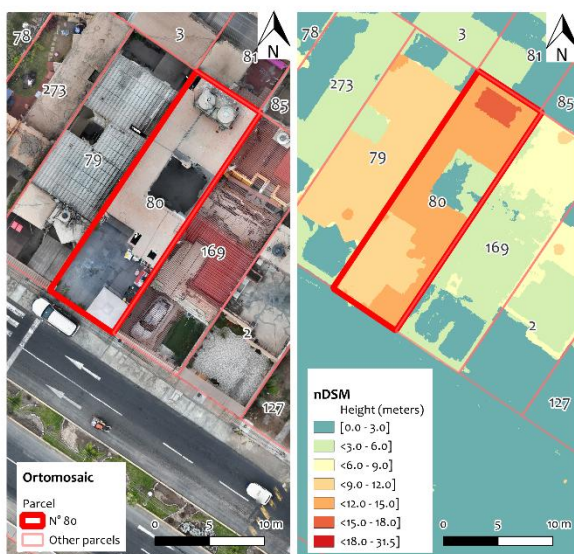 78
3
N
81
273
85
79
80
169
2
127
Ortomosaic
Parcel
N° 80
Other parcels
0 5 10 m
78
3
N
81
273
85
79
80
169
2
127
nDSM
Height (meters)
[0.0 - 3.0]
<3.0 - 6.0]
<6.0 - 9.0]
<9.0 - 12.0]
<12.0 - 15.0]
<15.0 - 18.0]
<18.0 - 31.5]
0 5 10 m